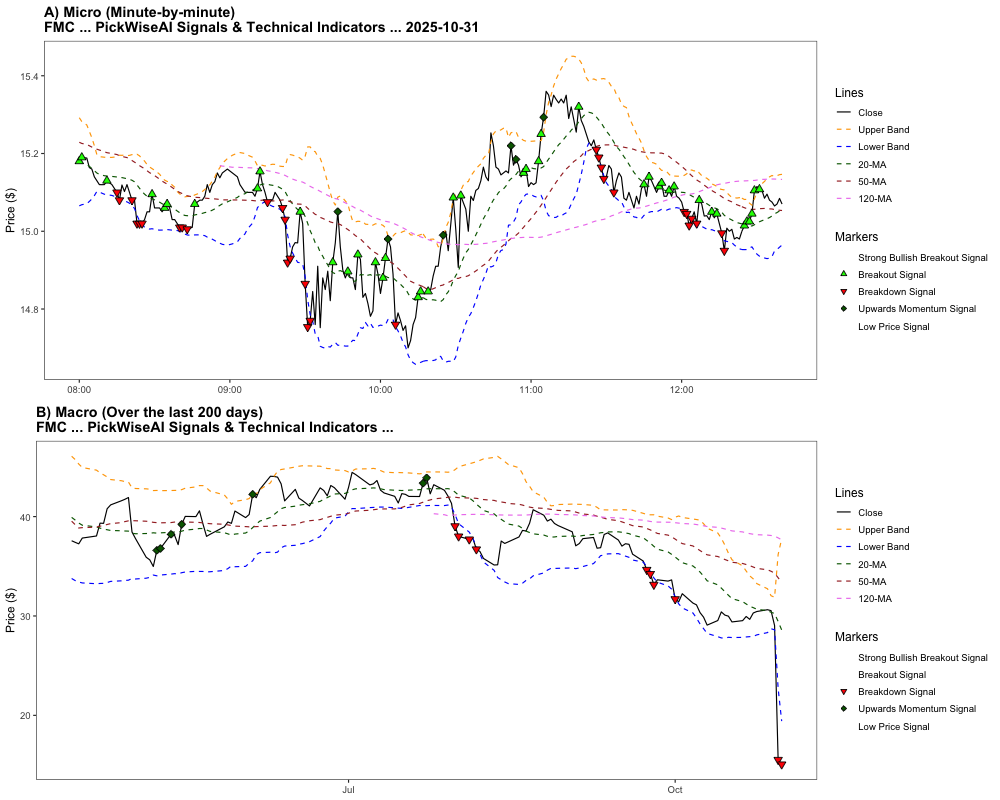 A) Micro (Minute-by-minute)
FMC ... PickWiseAI Signals & Technical Indicators ... 2025-10-31
Price ($)
15.4
15.2
15.0
14.8
08:00
09:00
10:00
11:00
12:00
Lines
Close
Upper Band
Lower Band
20-MA
50-MA
120-MA
Markers
Strong Bullish Breakout Signal
Breakout Signal
Breakdown Signal
Upwards Momentum Signal
Low Price Signal
B) Macro (Over the last 200 days)
FMC ... PickWiseAI Signals & Technical Indicators ...
Price ($)
40
30
20
Jul
Oct
Lines
Close
Upper Band
Lower Band
20-MA
50-MA
120-MA
Markers
Strong Bullish Breakout Signal
Breakout Signal
Breakdown Signal
Upwards Momentum Signal
Low Price Signal